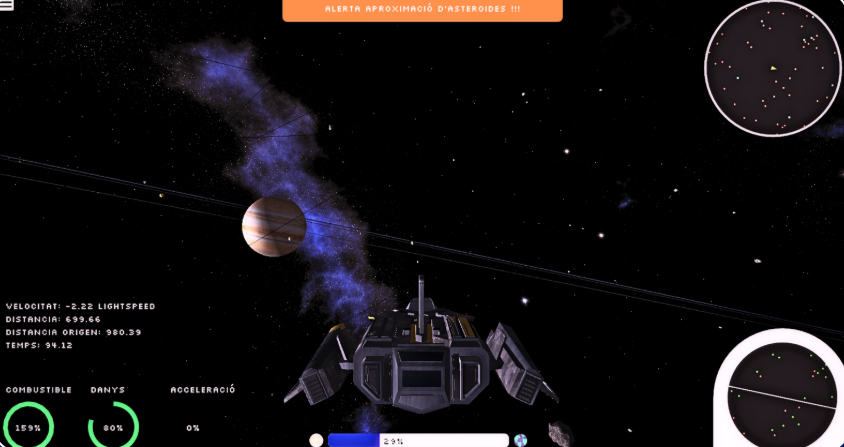 ALERTA APROXIMACIÓ D'ASTEROIDES !!!
VELOCITAT: -2.22 LIGHTSPEED
DISTANCIA: 699.66
DISTANCIA ORIGEN: 980.39
TEMPS: 94.12
COMBUSTIBLE DANYS ACCELERACIÓ
159% 80% 0%
29%